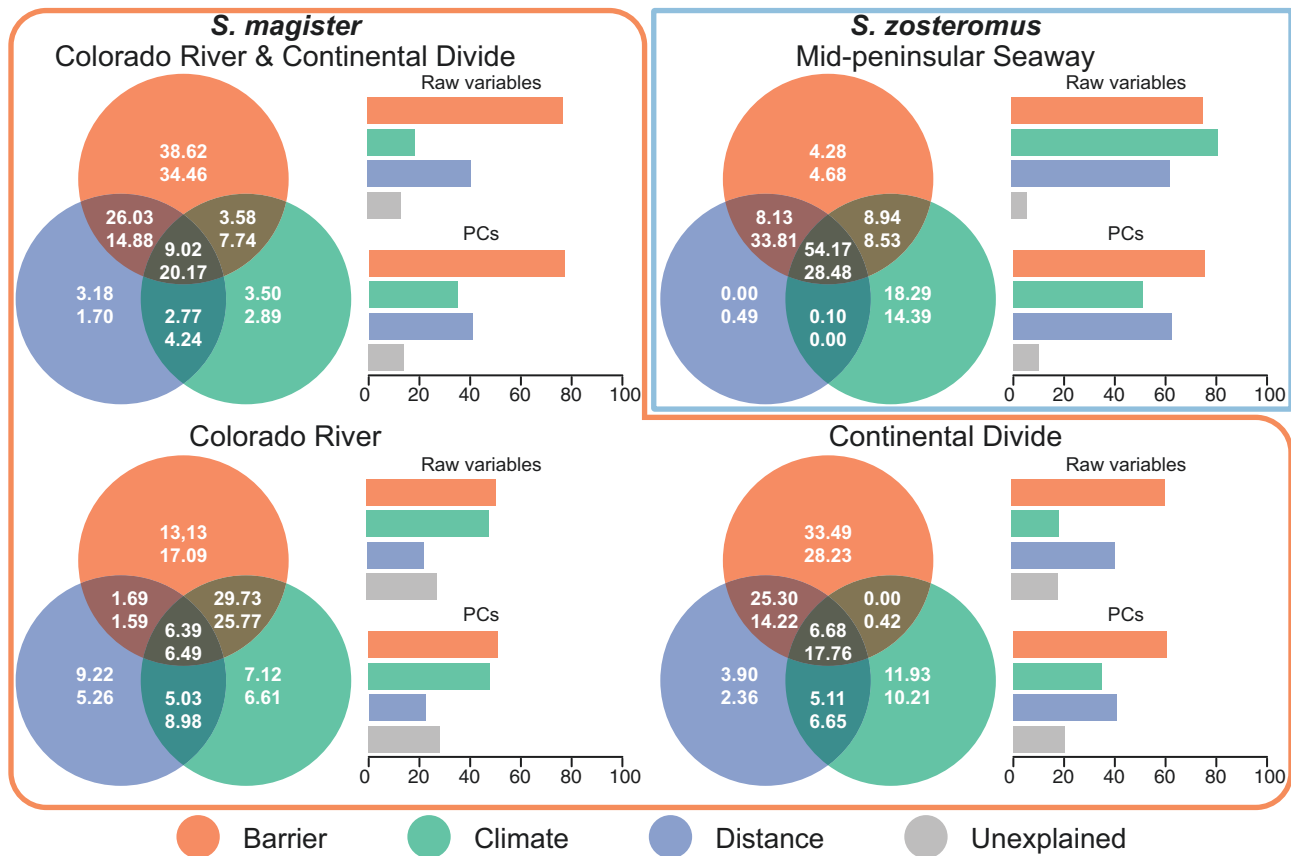 S. magister
Colorado River & Continental Divide
38.62
34.46
26.03
14.88
3.58
7.74
9.02
20.17
3.18
1.70
2.77
4.24
3.50
2.89
Raw variables
PCs
0 20 40 60 80 100
S. zosteromus
Mid-peninsular Seaway
4.28
4.68
8.13
33.81
8.94
8.53
54.17
28.48
0.00
0.49
0.10
0.00
18.29
14.39
Raw variables
PCs
0 20 40 60 80 100
Colorado River
13,13
17.09
1.69
1.59
29.73
25.77
6.39
6.49
9.22
5.26
5.03
8.98
7.12
6.61
Raw variables
PCs
0 20 40 60 80 100
Continental Divide
33.49
28.23
25.30
14.22
0.00
0.42
6.68
17.76
3.90
2.36
5.11
6.65
11.93
10.21
Raw variables
PCs
0 20 40 60 80 100
Barrier Climate Distance Unexplained